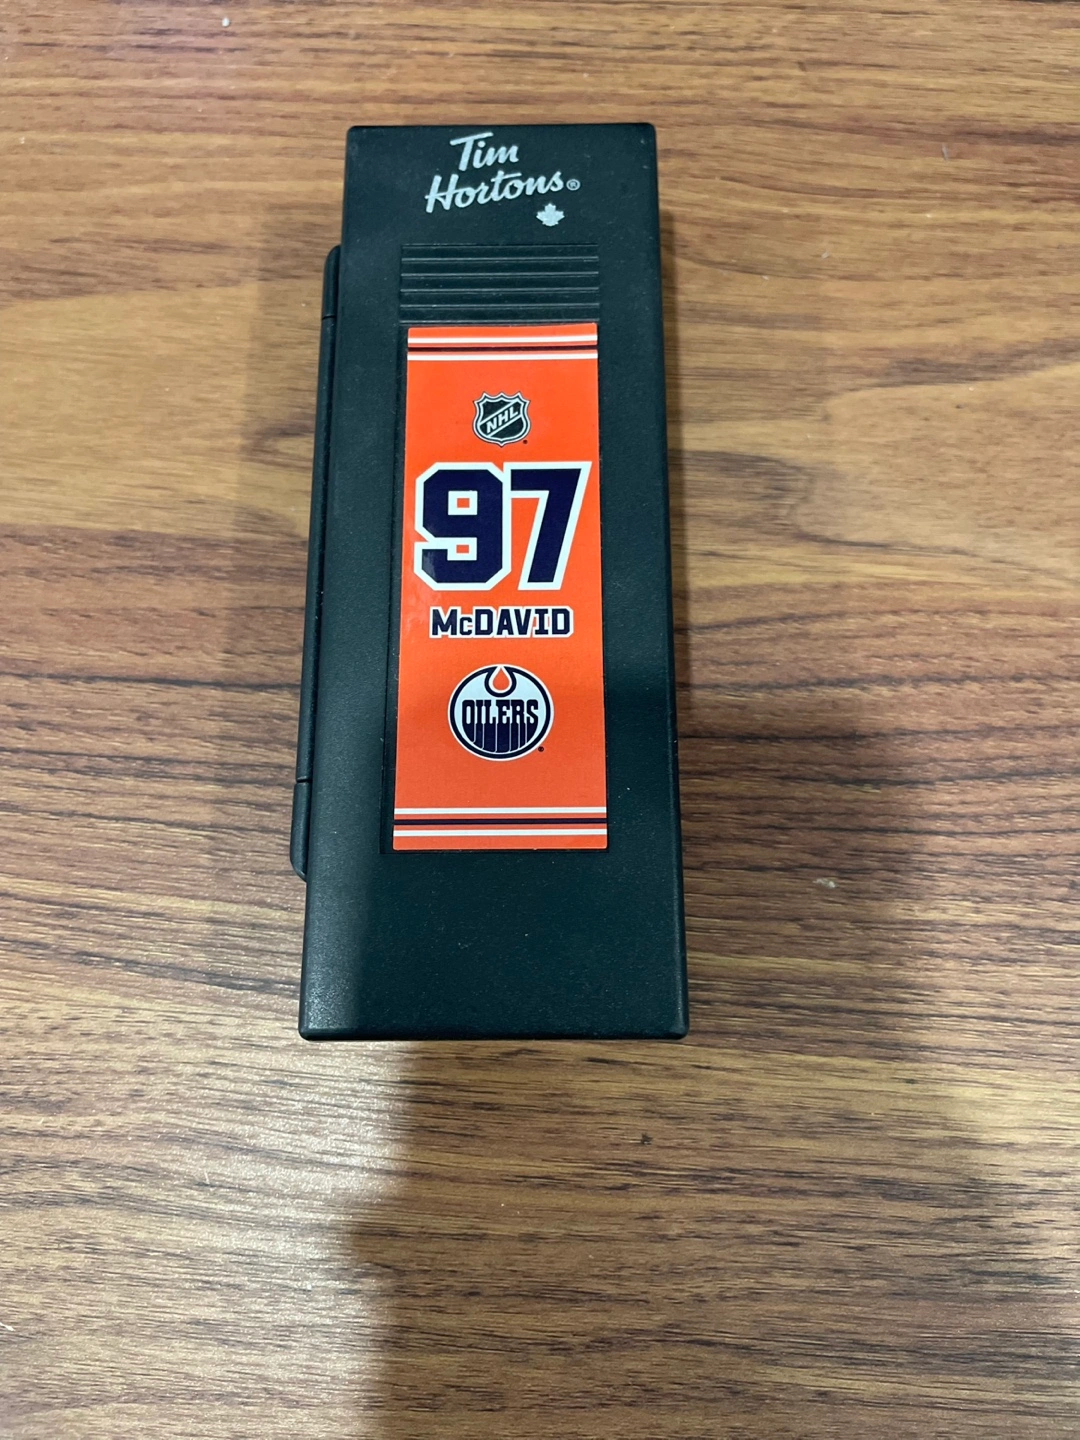 Tim
Hortons®
NHL
97
McDAVID
OILERS